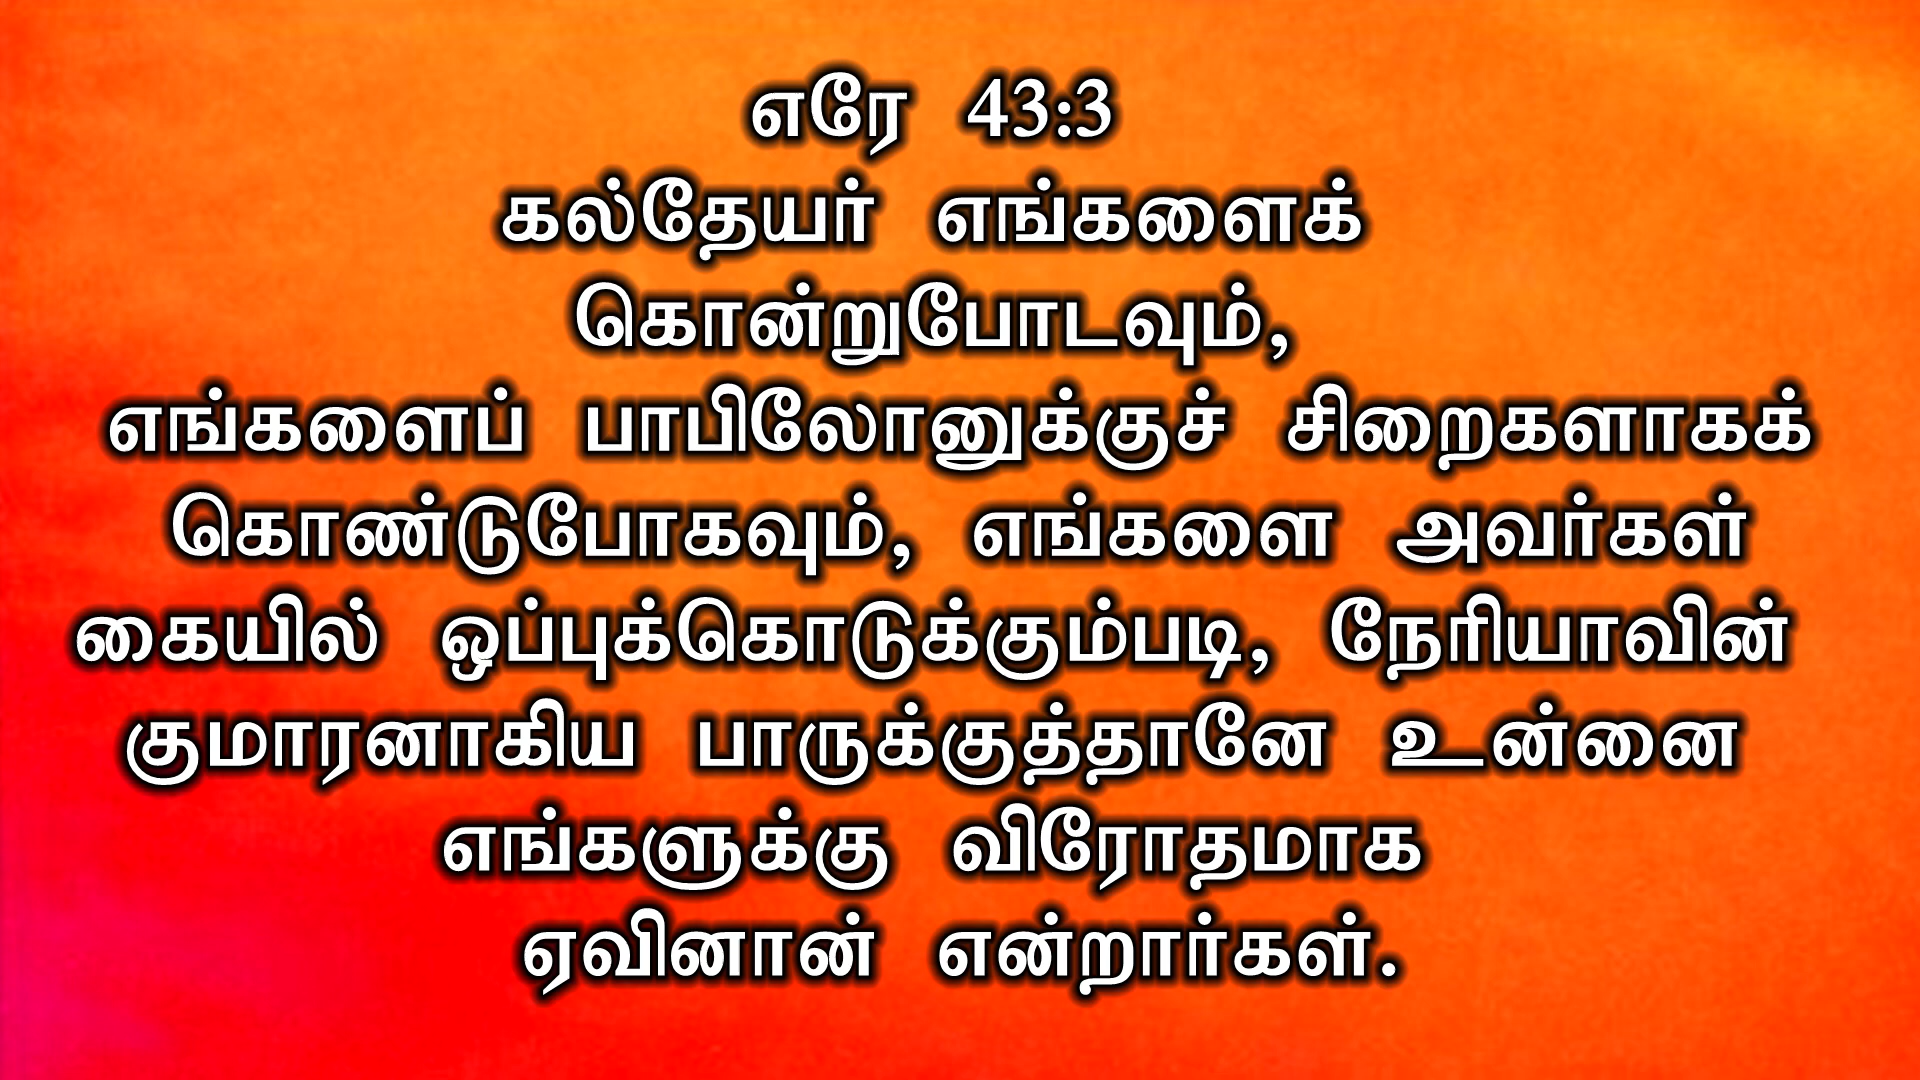 எரே 43:3
கல்தேயர் எங்களைக்
கொன்றுபோடவும்,
எங்களைப் பாபிலோனுக்குச் சிறைகளாகக்
கொண்டுபோகவும், எங்களை அவர்கள்
கையில் ஒப்புக்கொடுக்கும்படி, நேரியாவின்
குமாரனாகிய பாருக்குத்தானே உன்னை
எங்களுக்கு விரோதமாக
ஏவினான் என்றார்கள்.